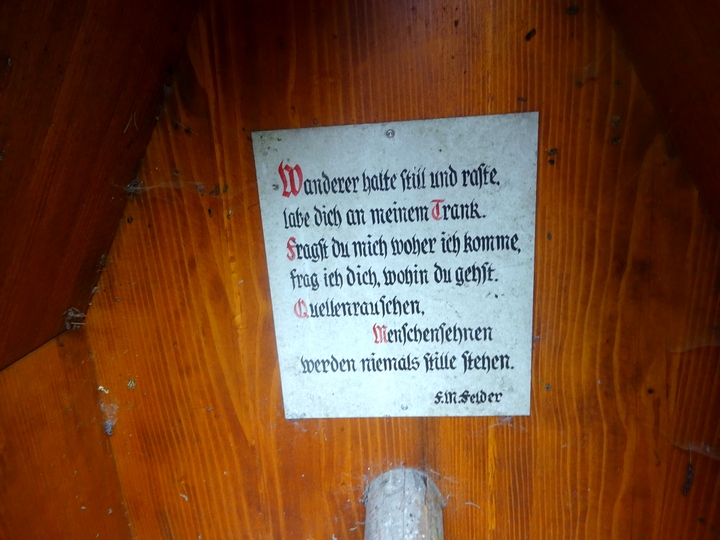 Wanderer halte still und raste,
labe dich an meinem Trank.
Fragst du mich woher ich komme,
frag ich dich, wohin du gehst.
Quellenrauschen,
Menschensehnen
werden niemals stille stehen.
F.M.Felder